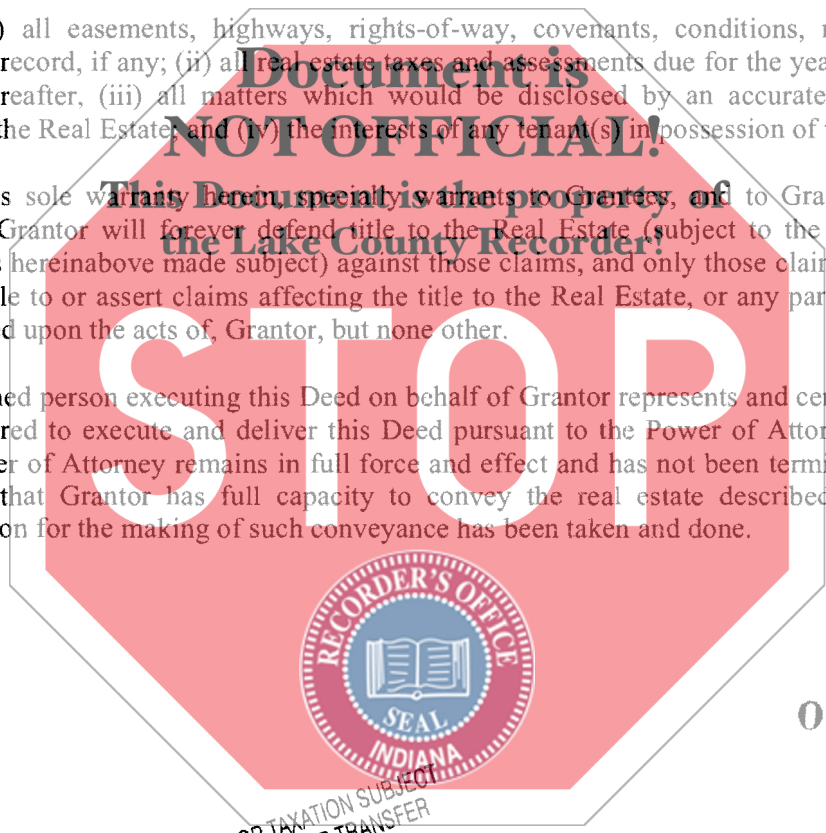 ) all easements, highways, rights-of-way, covenants, conditions,
record, if any; (ii) all real estate taxes and assessments due for the yea
reafter, (iii) all matters which would be disclosed by an accurate
he Real Estate; and (iv) the interests of any tenant(s) in possession of
Document is
NOT OFFICIAL!
This Document is the property of
the Lake County Recorder!
s sole warranty herein, specially warrants to Grantees, and to Gra
Grantor will forever defend title to the Real Estate (subject to the
s hereinabove made subject) against those claims, and only those clai
le to or assert claims affecting the title to the Real Estate, or any par
d upon the acts of, Grantor, but none other.
STOP
ed person executing this Deed on behalf of Grantor represents and cer
red to execute and deliver this Deed pursuant to the Power of Attor
er of Attorney remains in full force and effect and has not been termi
that Grantor has full capacity to convey the real estate described
on for the making of such conveyance has been taken and done.
RECORDER'S OFFICE
SEAL
INDIANA
O
OR TAXATION SUBJECT
TRANSFER